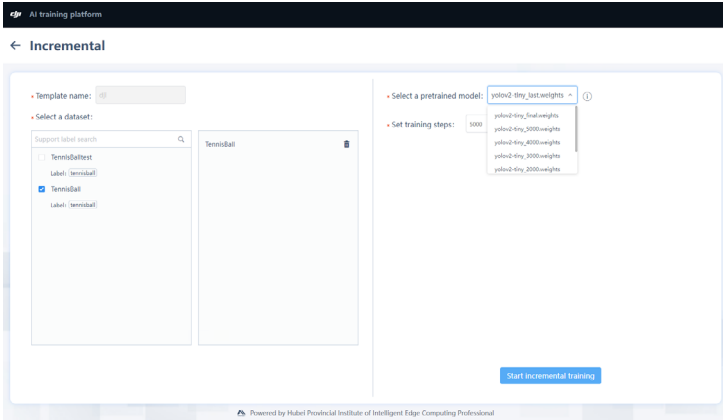 dji AI training platform
← Incremental
• Template name:
• Select a dataset:
Support label search
TennisBalltest
Label: tennisball
TennisBall
Label: tennisball
TennisBall
• Select a pretrained model: yolov2-tiny_last.weights
yolov2-tiny_final.weights
yolov2-tiny_5000.weights
yolov2-tiny_4000.weights
yolov2-tiny_3000.weights
yolov2-tiny_2000.weights
• Set training steps: 5000
Start incremental training
Powered by Hubei Provincial Institute of Intelligent Edge Computing Professional